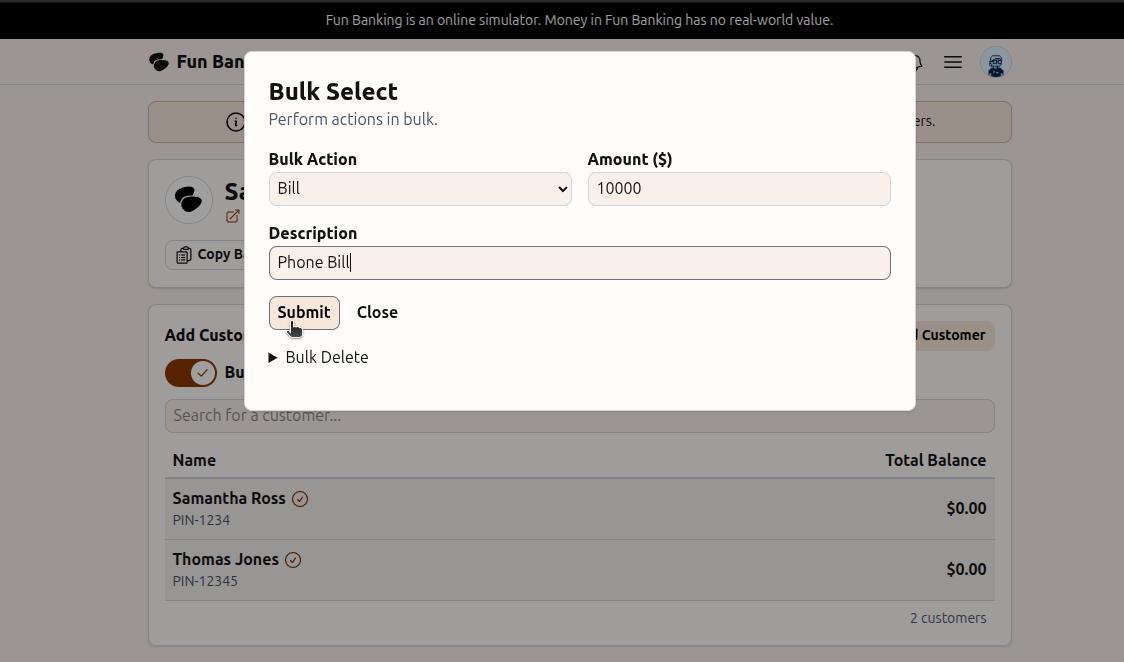 Fun Banking is an online simulator. Money in Fun Banking has no real-world value.
Fun Ban
ers.
Bulk Select
Perform actions in bulk.
Bulk Action
Amount ($)
Bill
10000
Description
Phone Bill
Submit
Close
Bulk Delete
Sa
Copy B
Add Custo
Customer
Bu
Search for a customer...
Name
Total Balance
Samantha Ross
PIN-1234
$0.00
Thomas Jones
PIN-12345
$0.00
2 customers